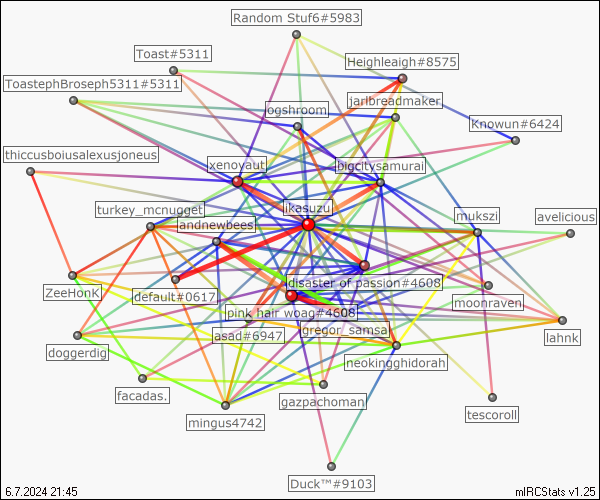 Random Stuf6#5983
Toast#5311
Heighleaigh#8575
ToastephBroseph5311#5311
jarlbreadmaker
ogshroom
Knowun#6424
thiccusboiusalexusjoneus
xenoyaut
bigcitysamurai
turkey_mcnugget
ikasuzu
mukszi
avelicious
andnewbees
disaster of passion#4608
ZeeHonK
default#0617
moonraven
pink hair woag#4608
gregor_samsa
asad#6947
lahnk
doggerdig
neokingghidorah
facadas.
gazpachoman
tescoroll
mingus4742
Duck™#9103
6.7.2024 21:45
mIRCStats v1.25